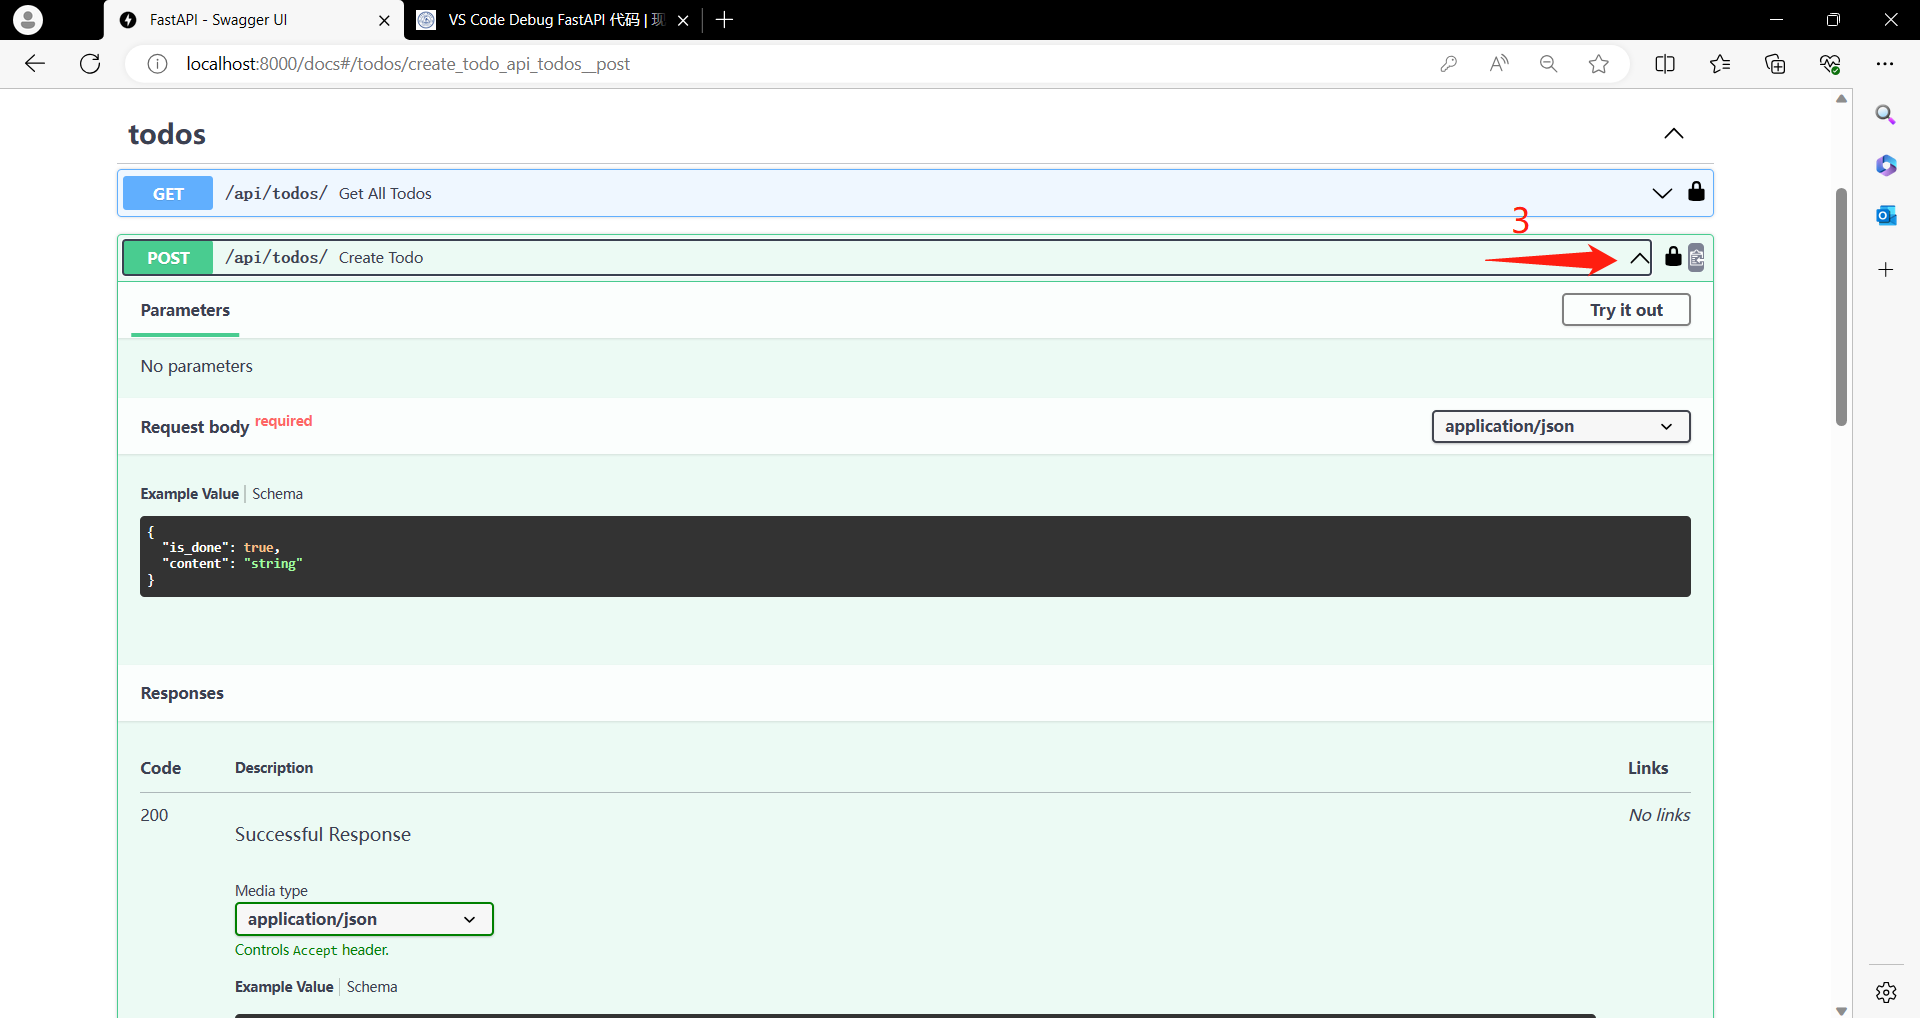 FastAPI - Swagger UI
VS Code Debug FastAPI 代码 | 现
localhost:8000/docs#/todos/create_todo_api_todos__post
todos
GET /api/todos/ Get All Todos
3
POST /api/todos/ Create Todo
Parameters
Try it out
No parameters
Request body required
application/json
Example Value | Schema
{
"is_done": true,
"content": "string"
}
Responses
Code Description Links
200 Successful Response No links
Media type
application/json
Controls Accept header.
Example Value | Schema